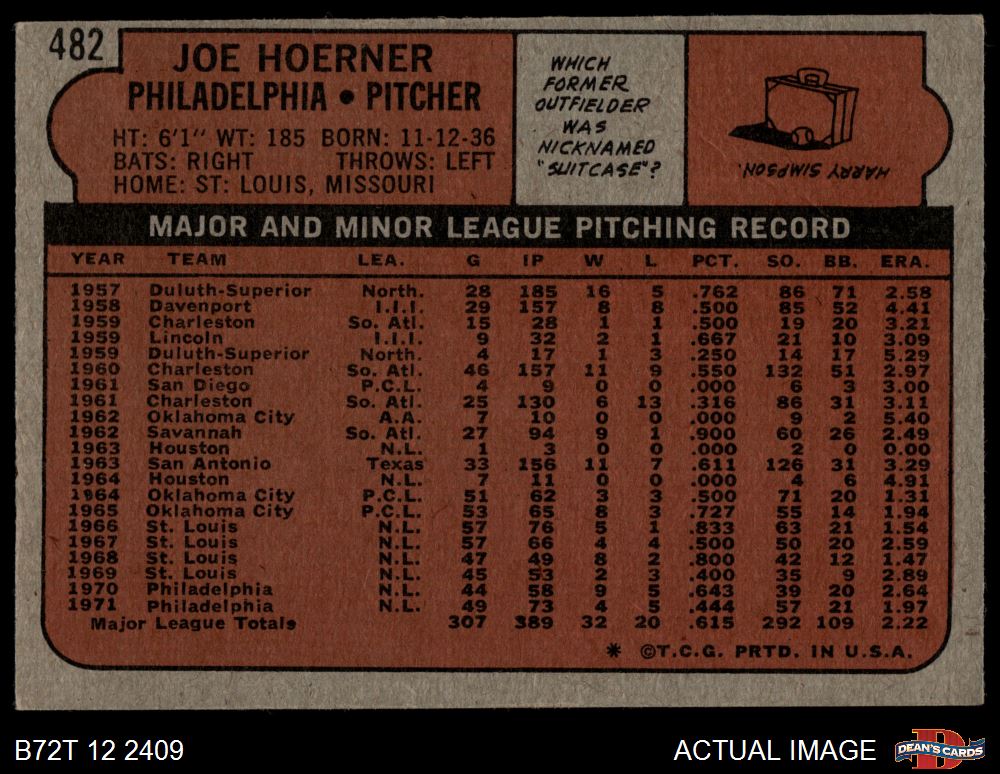 482
JOE HOERNER
PHILADELPHIA • PITCHER
HT: 6'1" WT: 185 BORN: 11-12-36
BATS: RIGHT THROWS: LEFT
HOME: ST: LOUIS, MISSOURI
WHICH
FORMER
OUTFIELDER
WAS
NICKNAMED
"SUITCASE"?
HARRY SIMPSON.
MAJOR AND MINOR LEAGUE PITCHING RECORD
YEAR TEAM LEA. G IP W L PCT. SO. BB. ERA.
1957 Duluth-Superior North. 28 185 16 5 .762 86 71 2.58
1958 Davenport I.I.I. 29 157 8 8 .500 85 52 4.41
1959 Charleston So. Atl. 15 28 1 1 .500 19 20 3.21
1959 Lincoln I.I.I. 9 32 2 1 .667 21 10 3.09
1959 Duluth-Superior North. 4 17 1 3 .250 14 17 5.29
1960 Charleston So. Atl. 46 157 11 9 .550 132 51 2.97
1961 San Diego P.C.L. 4 9 0 0 .000 6 3 3.00
1961 Charleston So. Atl. 25 130 6 13 .316 86 31 3.11
1962 Oklahoma City A.A. 7 10 0 0 .000 9 2 5.40
1962 Savannah So. Atl. 27 94 9 1 .900 60 26 2.49
1963 Houston N.L. 1 3 0 0 .000 2 0 0.00
1963 San Antonio Texas 33 156 11 7 .611 126 31 3.29
1964 Houston N.L. 7 11 0 0 .000 4 6 4.91
1964 Oklahoma City P.C.L. 51 62 3 3 .500 71 20 1.31
1965 Oklahoma City P.C.L. 53 65 8 3 .727 55 14 1.94
1966 St. Louis N.L. 57 76 5 1 .833 63 21 1.54
1967 St. Louis N.L. 57 66 4 4 .500 50 20 2.59
1968 St. Louis N.L. 47 49 8 2 .800 42 12 1.47
1969 St. Louis N.L. 45 53 2 3 .400 35 9 2.89
1970 Philadelphia N.L. 44 58 9 5 .643 39 20 2.64
1971 Philadelphia N.L. 49 73 4 5 .444 57 21 1.97
Major League Totals 307 389 32 20 .615 292 109 2.22
* ©T.C.G. PRTD. IN U.S.A.
B72T 12 2409
ACTUAL IMAGE
D
DEAN'S CARDS